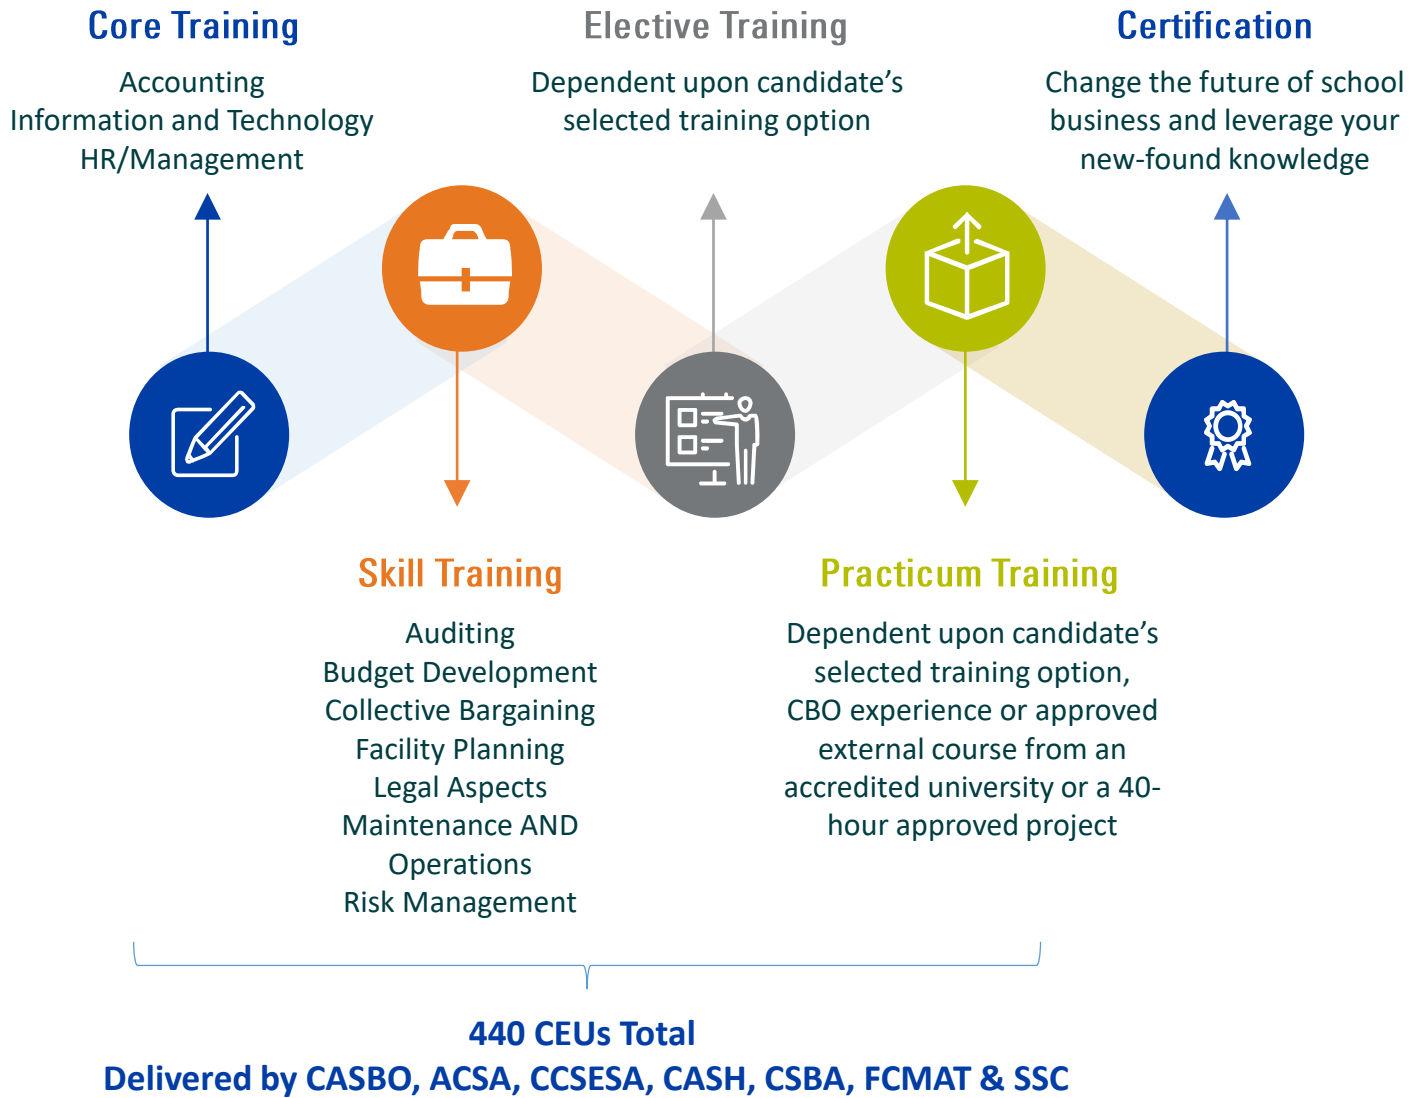 Core Training
Accounting
Information and Technology
HR/Management
Elective Training
Dependent upon candidate’s
selected training option
Certification
Change the future of school
business and leverage your
new-found knowledge
Skill Training
Auditing
Budget Development
Collective Bargaining
Facility Planning
Legal Aspects
Maintenance AND
Operations
Risk Management
Practicum Training
Dependent upon candidate’s
selected training option,
CBO experience or approved
external course from an
accredited university or a 40-
hour approved project
440 CEUs Total
Delivered by CASBO, ACSA, CCSESA, CASH, CSBA, FCMAT & SSC